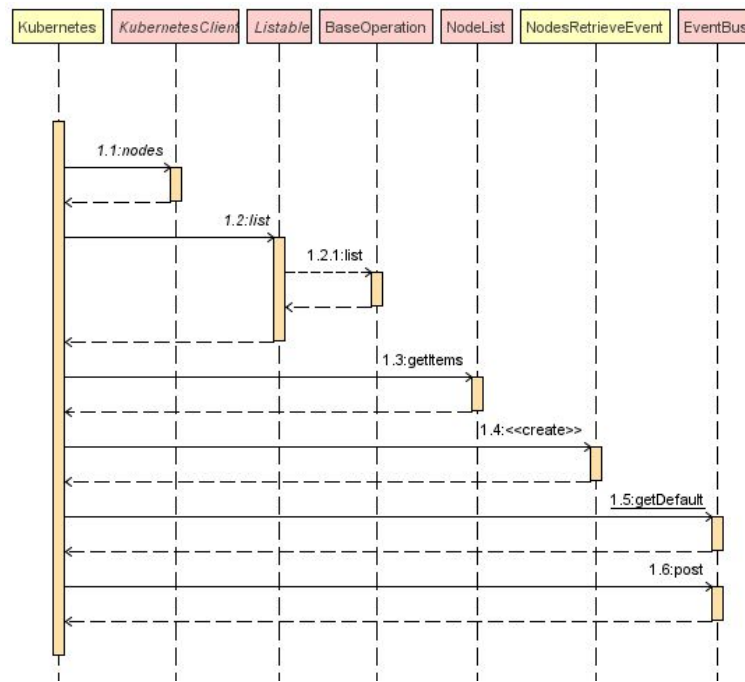 Kubernetes
KubernetesClient
Listable
BaseOperation
NodeList
NodesRetrieveEvent
EventBus
1.1:nodes
1.2:list
1.2.1:list
1.3:getItems
1.4:<<create>>
1.5:getDefault
1.6:post